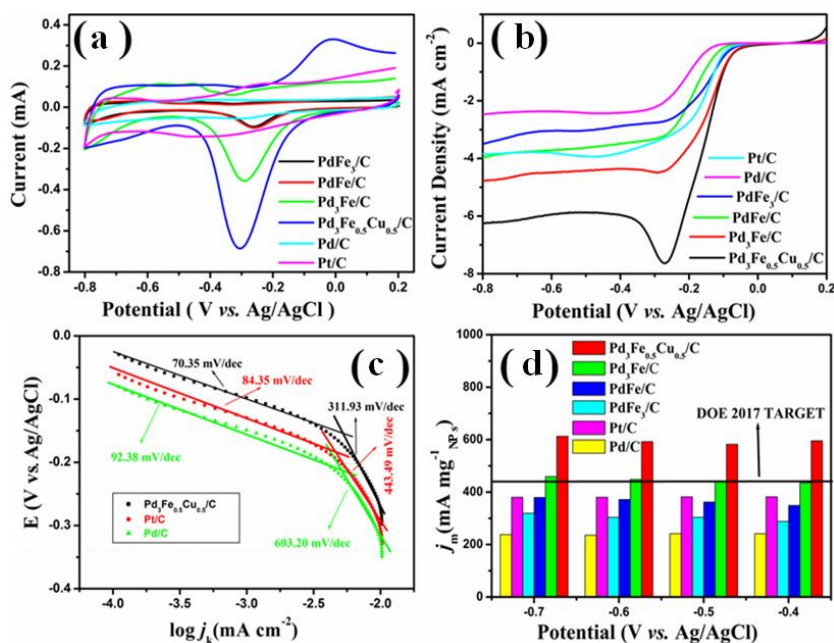 (a)
0.4
0.2
0.0
-0.2
-0.4
-0.6
-0.8
Current (mA)
PdFe₃/C
PdFe/C
Pd₃Fe/C
Pd₃Fe₀.₅Cu₀.₅/C
Pd/C
Pt/C
-0.8 -0.6 -0.4 -0.2 0.0 0.2
Potential ( V vs. Ag/AgCl )
(b)
0
-2
-4
-6
-8
Current Density ( mA cm⁻²)
Pt/C
Pd/C
PdFe₃/C
PdFe/C
Pd₃Fe/C
Pd₃Fe₀.₅Cu₀.₅/C
-0.8 -0.6 -0.4 -0.2 0.0 0.2
Potential (V vs. Ag/AgCl)
(c)
0.0
-0.1
-0.2
-0.3
-0.4
E (V vs.Ag/AgCl)
70.35 mV/dec
84.35 mV/dec
311.93 mV/dec
92.38 mV/dec
443.49 mV/dec
603.20 mV/dec
Pd₃Fe₀.₅Cu₀.₅/C
Pt/C
Pd/C
-4.0 -3.5 -3.0 -2.5 -2.0
log jₖ(mA cm⁻²)
(d)
1000
800
600
400
200
0
jₘ (mA mg⁻¹NP s)
Pd₃Fe₀.₅Cu₀.₅/C
Pd₃Fe/C
PdFe/C
PdFe₃/C
Pt/C
Pd/C
DOE 2017 TARGET
-0.7 -0.6 -0.5 -0.4
Potential (V vs. Ag/AgCl)